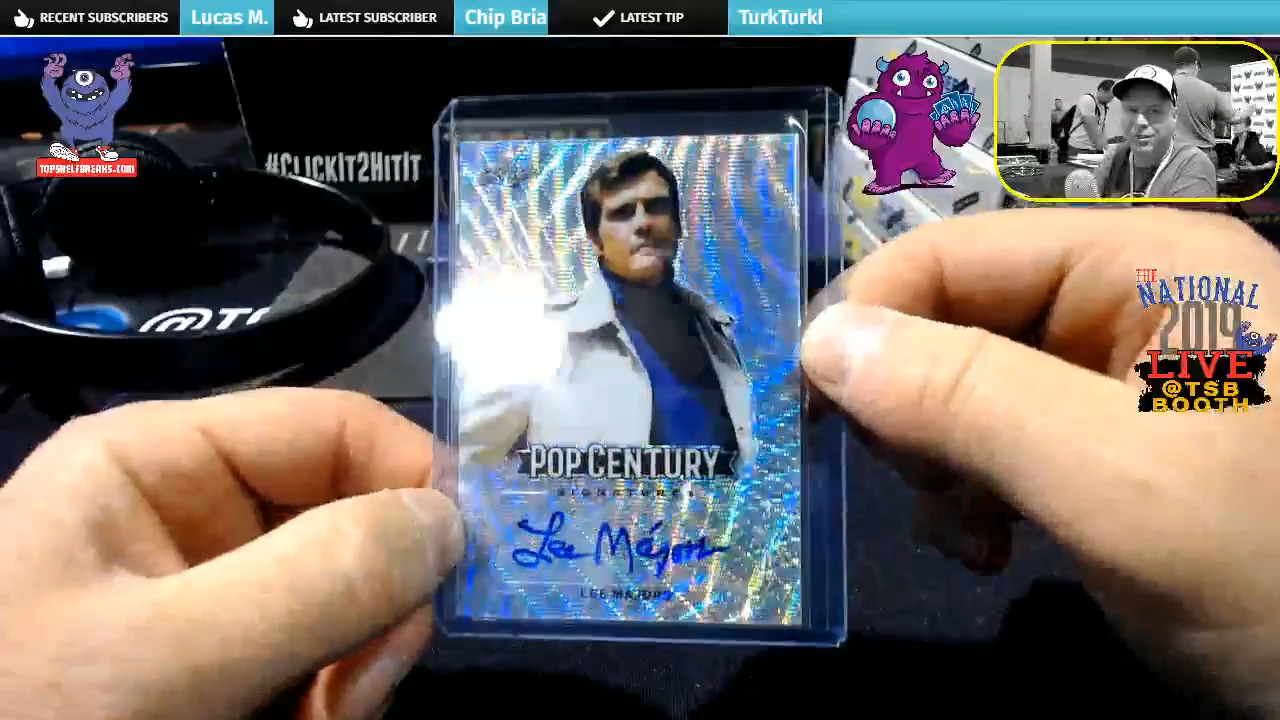 RECENT SUBSCRIBERS Lucas M. LATEST SUBSCRIBER Chip Bria LATEST TIP TurkTurkl
TOPSHELFBREAKS.COM
#CLICKIT2HITIT
@TS
THE
NATIONAL
2019
LIVE
@TSB
BOOTH
POP CENTURY
SIGNATURES
Lee Majors
LEE MAJORS